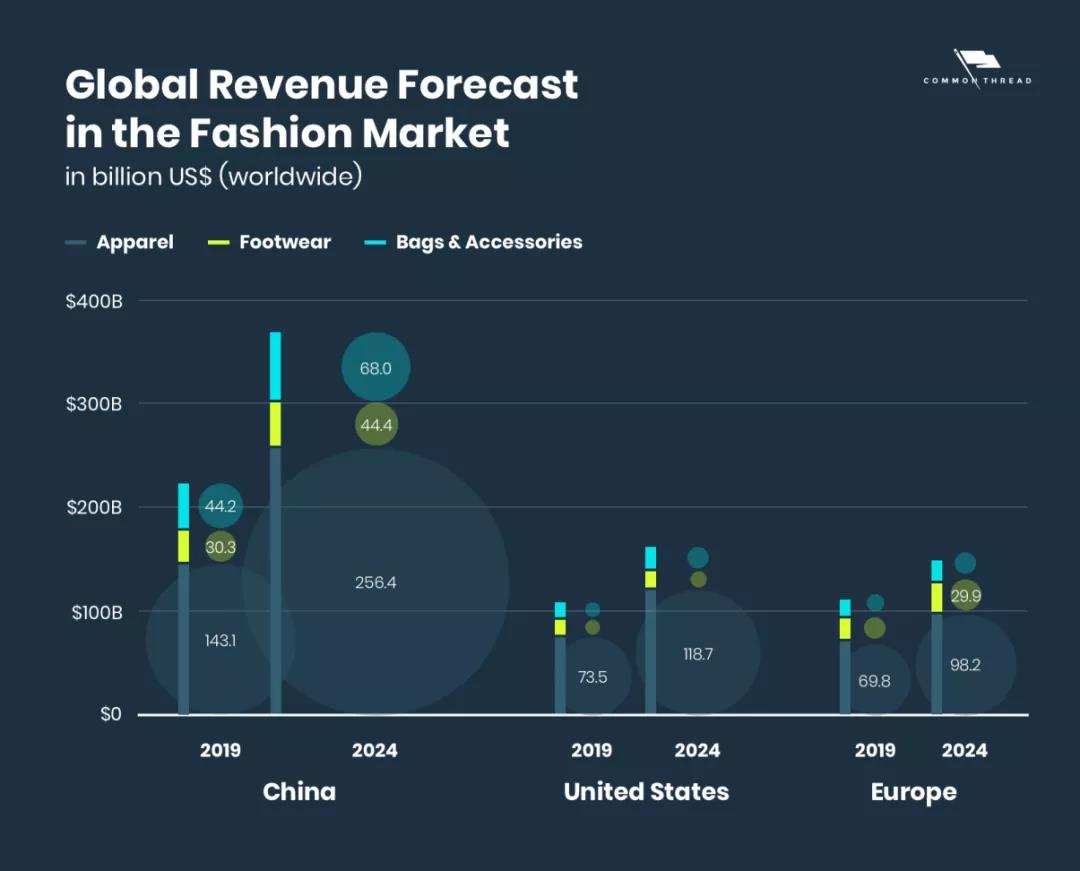 COMMON THREAD
Global Revenue Forecast
in the Fashion Market
in billion US$ (worldwide)
Apparel Footwear Bags & Accessories
$400B
68.0
$300B
44.4
$200B
44.2
30.3
256.4
$100B
29.9
143.1
118.7
98.2
73.5
69.8
$0
2019 2024 2019 2024 2019 2024
China United States Europe